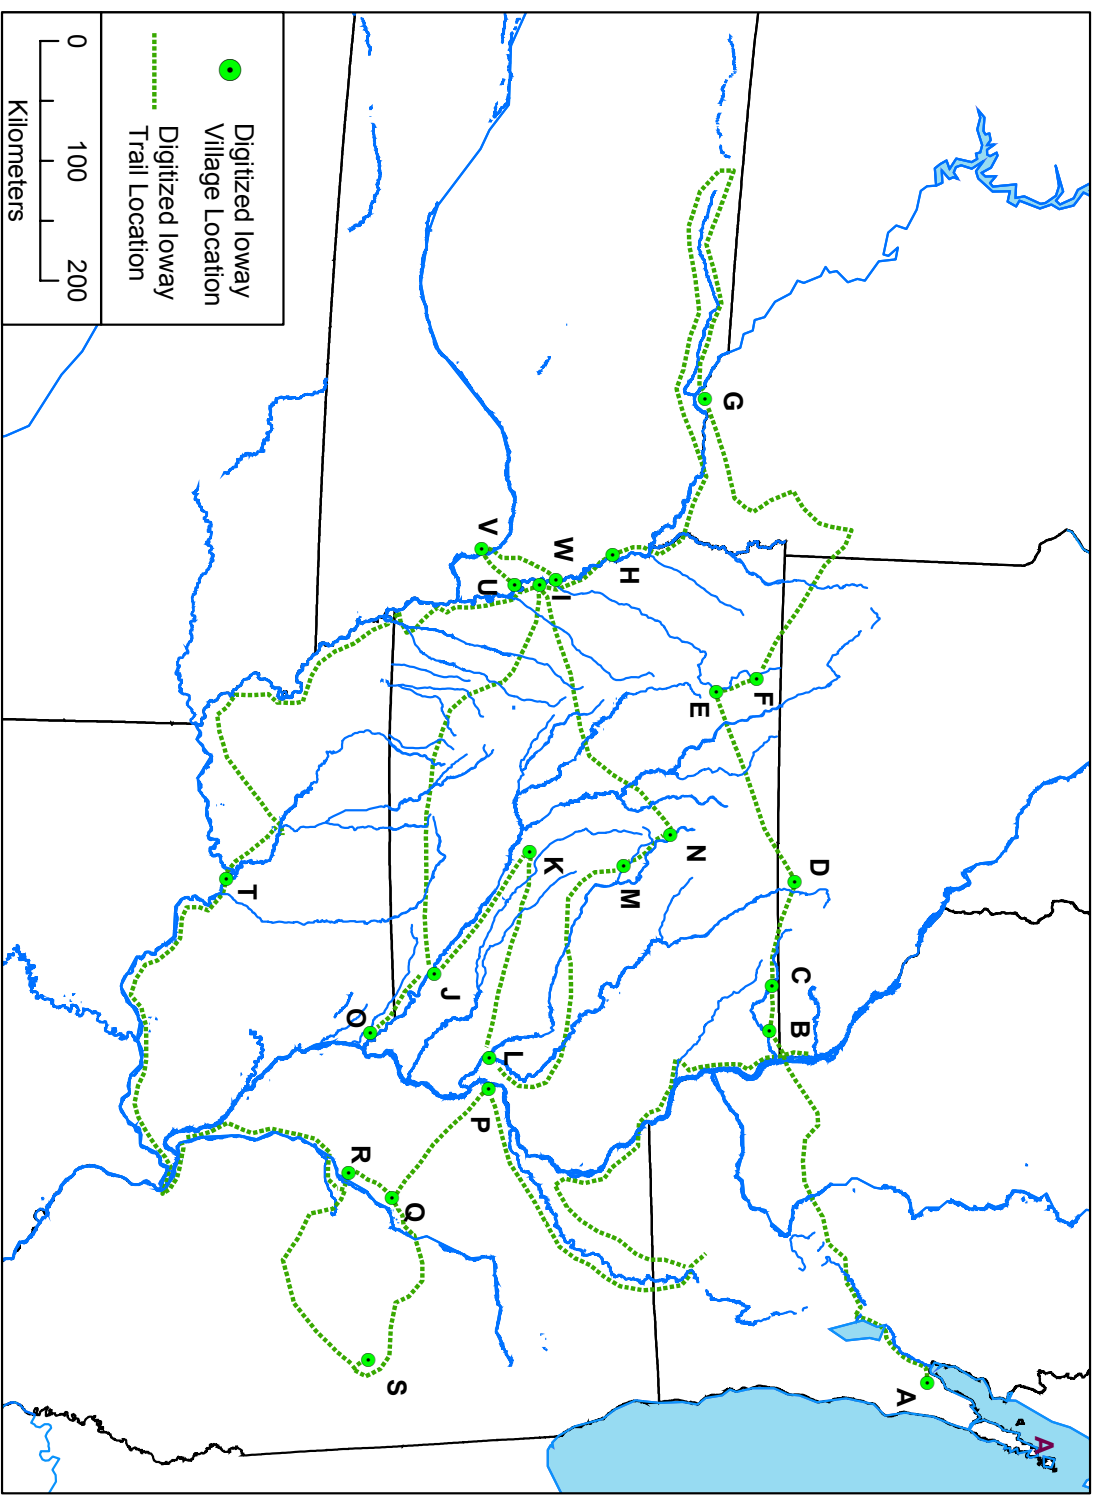 A
A
D
C
B
F
G
E
N
H
M
W
I
K
L
V
U
P
J
Q
S
R
O
T
Digitized Ioway
Village Location
Digitized Ioway
Trail Location
0 100 200
Kilometers